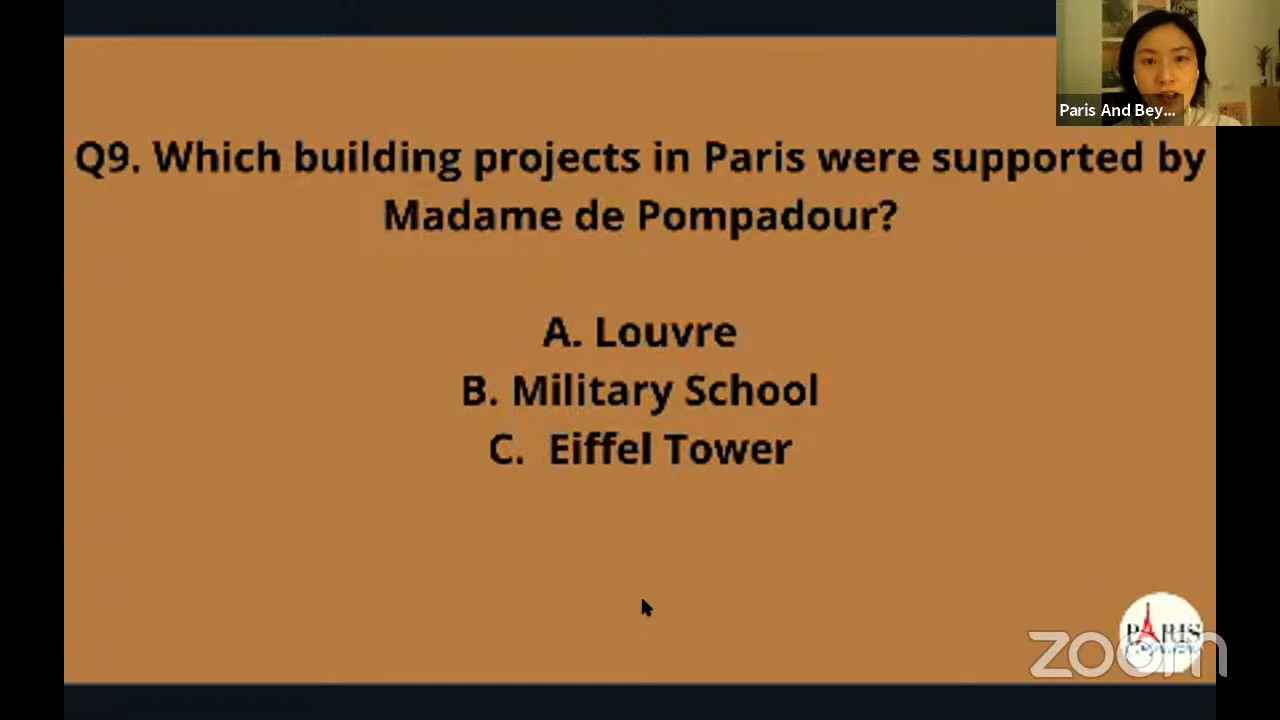 Paris And Bey...
Q9. Which building projects in Paris were supported by
Madame de Pompadour?
A. Louvre
B. Military School
C. Eiffel Tower
PARIS
zoom